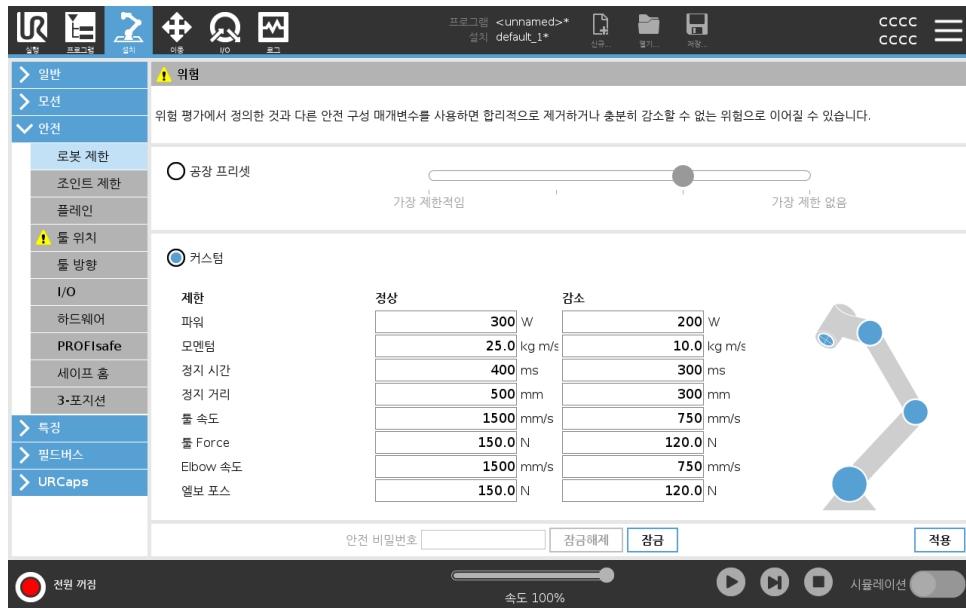 UR
프로그램 <unnamed>*
설치 default_1*
cccc
cccc
실행 프로그램 설치 이동 I/O 로그 신규... 열기... 저장...
일반
모션
안전
로봇 제한
조인트 제한
플레인
툴 위치
툴 방향
I/O
하드웨어
PROFIsafe
세이프 홈
3-포지션
특징
필드버스
URCaps
위험
위험 평가에서 정의한 것과 다른 안전 구성 매개변수를 사용하면 합리적으로 제거하거나 충분히 감소할 수 없는 위험으로 이어질 수 있습니다.
공장 프리셋
가장 제한적임 가장 제한 없음
커스텀
제한 정상 감소
파워 300 W 200 W
모멘텀 25.0 kg m/s 10.0 kg m/s
정지 시간 400 ms 300 ms
정지 거리 500 mm 300 mm
툴 속도 1500 mm/s 750 mm/s
툴 Force 150.0 N 120.0 N
Elbow 속도 1500 mm/s 750 mm/s
엘보 포스 150.0 N 120.0 N
안전 비밀번호 잠금해제 잠금 적용
전원 꺼짐
속도 100%
시뮬레이션